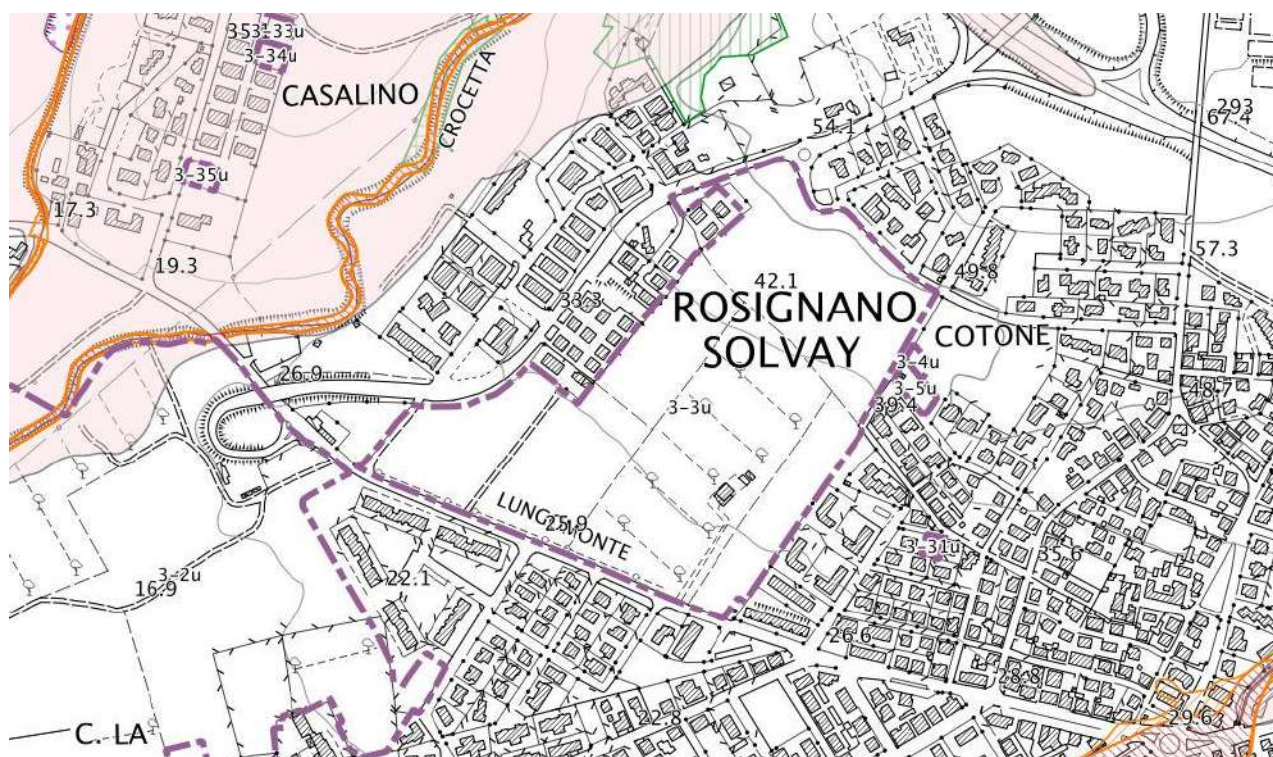 353-33u
3-34u
CASALINO
CROCETTA
3-35u
17.3
19.3
54.1
293
67.4
57.3
49.8
42.1
33.3
ROSIGNANO
SOLVAY
COTONE
3-4u
3-5u
39.4
48.7
26.9
3-3u
LUNGOMONTE
25.9
3-31u
35.6
22.1
3-2u
16.9
26.6
28.8
22.8
29.6
C. LA